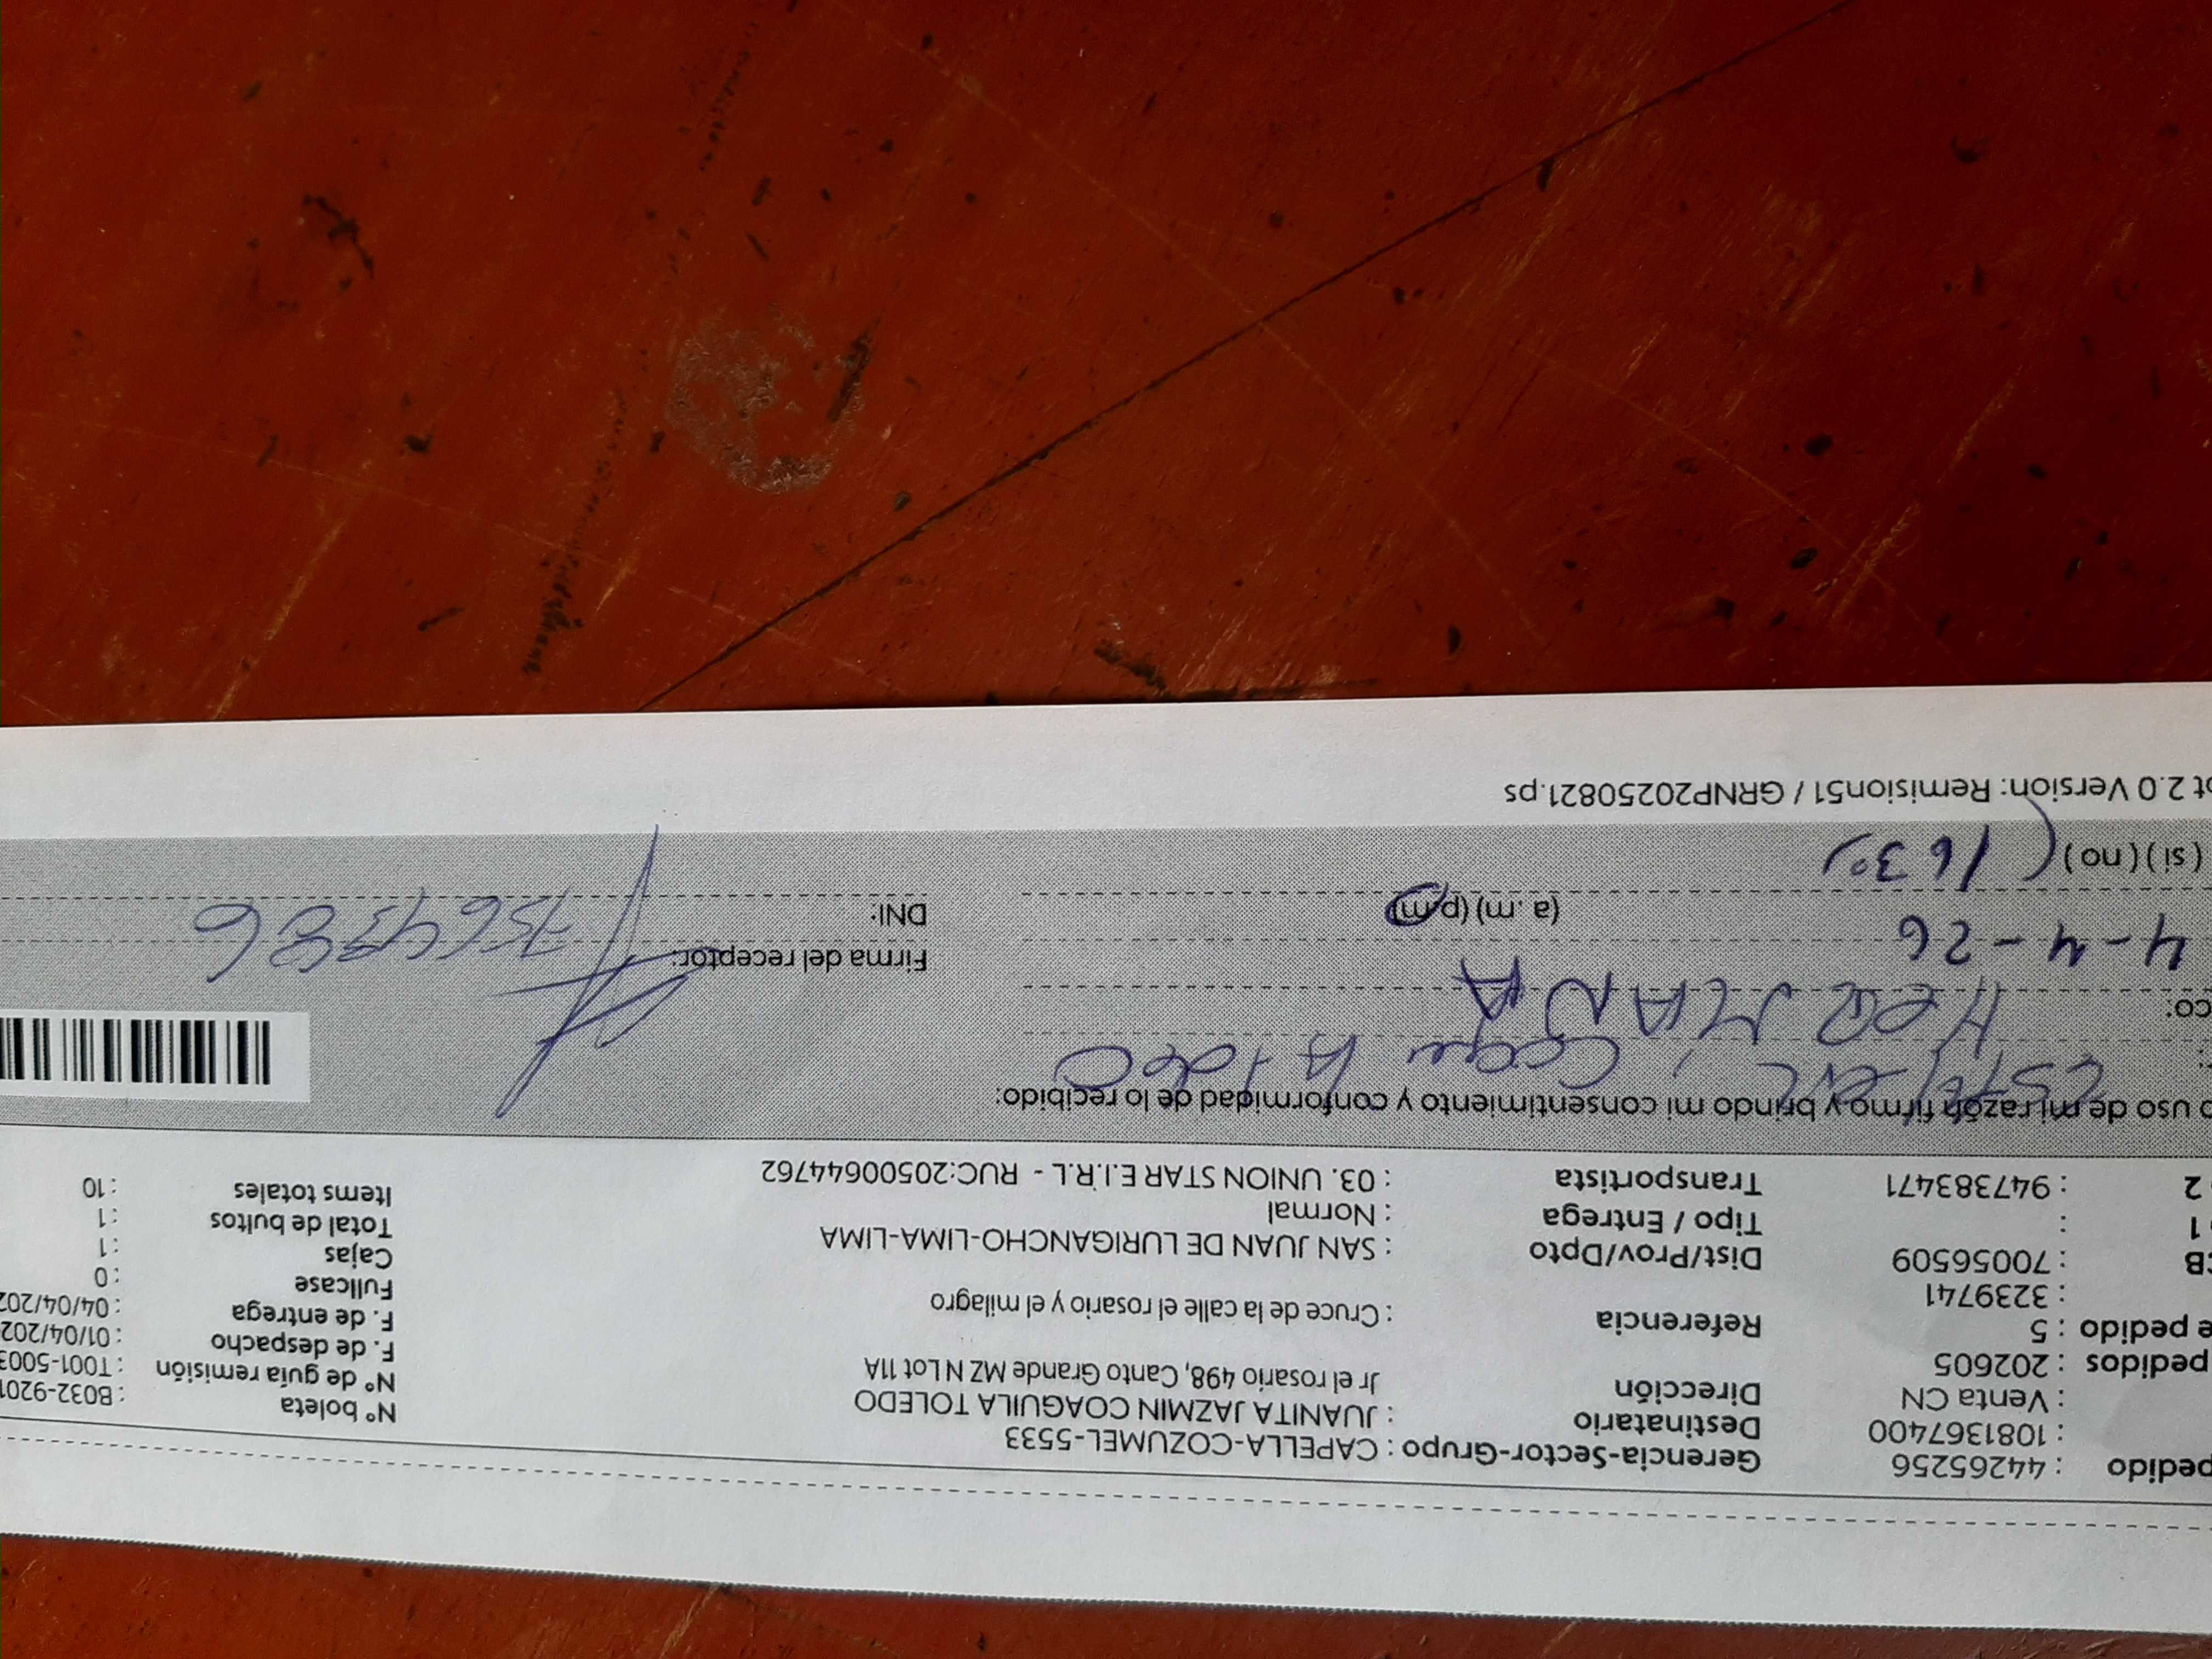 pedido : 44265256 Gerencia-Sector-Grupo : CAPELLA-COZUMEL-5533
: 1081367400 Destinatario : JUANITA JAZMIN COAGUILA TOLEDO Nº boleta : B032-9201
: Venta CN Dirección Jr el rosario 498, Canto Grande MZ N Lot 11A Nº de guía remisión : T001-5003
pedidos : 202605 F. de despacho : 01/04/202
e pedido : 5 Referencia : Cruce de la calle el rosario y el milagro F. de entrega : 04/04/202
: 3239741 Fullcase : 0
CB : 70056509 Dist/Prov/Dpto : SAN JUAN DE LURIGANCHO-LIMA-LIMA Cajas : 1
1 : Tipo / Entrega : Normal Total de bultos : 1
2 : 947383471 Transportista : 03. UNION STAR E.I.R.L - RUC:20500644762 Items totales : 10
o uso de mi razón firmo y brindo mi consentimiento y conformidad de lo recibido:
co: HERMANA
4-4-26 (a. m) (p.m) Firma del receptor:
DNI:
(si) (no) 1630
ot 2.0 Version: Remision51 / GRNP20250821.ps